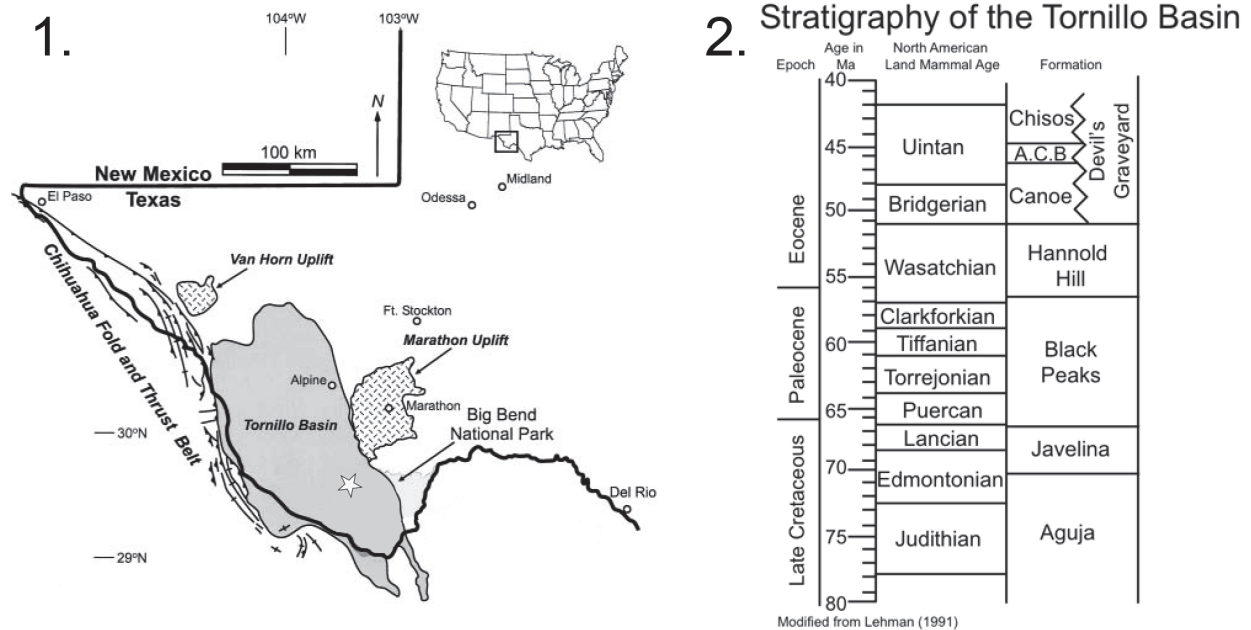 1.
104ºW
103ºW
N
100 km
New Mexico
Texas
El Paso
Midland
Odessa
Van Horn Uplift
Chihuahua Fold and Thrust Belt
Ft. Stockton
Marathon Uplift
Alpine
Marathon
Tornillo Basin
Big Bend
National Park
30ºN
Del Rio
29ºN
2.
Stratigraphy of the Tornillo Basin
Epoch
Age in
Ma
North American
Land Mammal Age
Formation
40
45
50
55
60
65
70
75
80
Eocene
Paleocene
Late Cretaceous
Uintan
Bridgerian
Wasatchian
Clarkforkian
Tiffanian
Torrejonian
Puercan
Lancian
Edmontonian
Judithian
Chisos
A.C.B
Canoe
Devil's
Graveyard
Hannold
Hill
Black
Peaks
Javelina
Aguja
Modified from Lehman (1991)